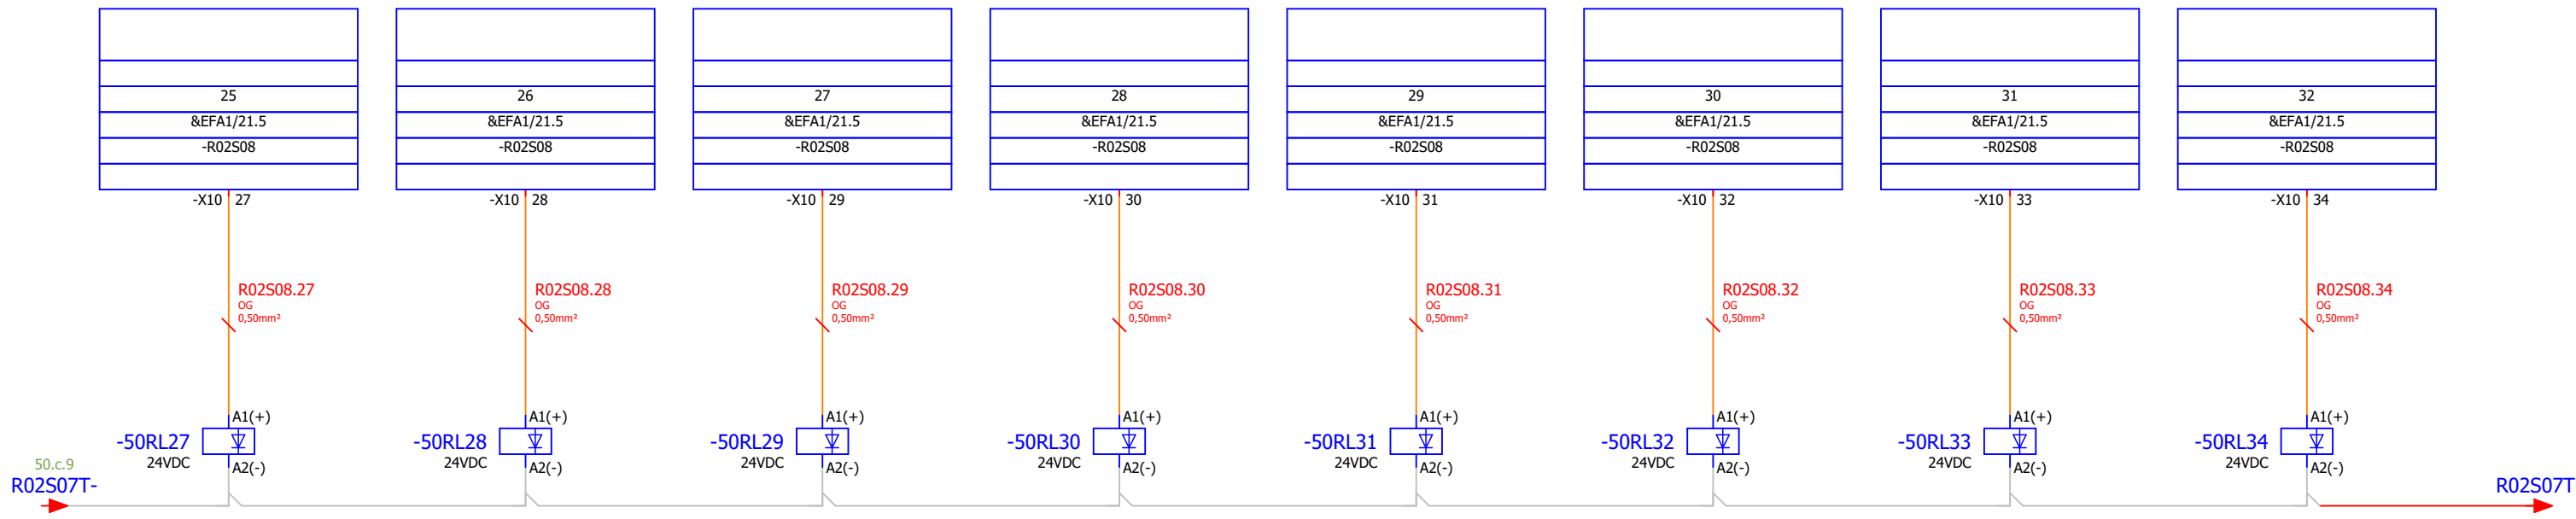 25 26 27 28 29 30 31 32
&EFA1/21.5 &EFA1/21.5 &EFA1/21.5 &EFA1/21.5 &EFA1/21.5 &EFA1/21.5 &EFA1/21.5 &EFA1/21.5
-R02S08 -R02S08 -R02S08 -R02S08 -R02S08 -R02S08 -R02S08 -R02S08
-X10 27 -X10 28 -X10 29 -X10 30 -X10 31 -X10 32 -X10 33 -X10 34
R02S08.27 R02S08.28 R02S08.29 R02S08.30 R02S08.31 R02S08.32 R02S08.33 R02S08.34
OG OG OG OG OG OG OG OG
0,50mm² 0,50mm² 0,50mm² 0,50mm² 0,50mm² 0,50mm² 0,50mm² 0,50mm²
A1(+) A1(+) A1(+) A1(+) A1(+) A1(+) A1(+) A1(+)
-50RL27 -50RL28 -50RL29 -50RL30 -50RL31 -50RL32 -50RL33 -50RL34
24VDC 24VDC 24VDC 24VDC 24VDC 24VDC 24VDC 24VDC
A2(-) A2(-) A2(-) A2(-) A2(-) A2(-) A2(-) A2(-)
50.c.9
R02S07T- R02S07T